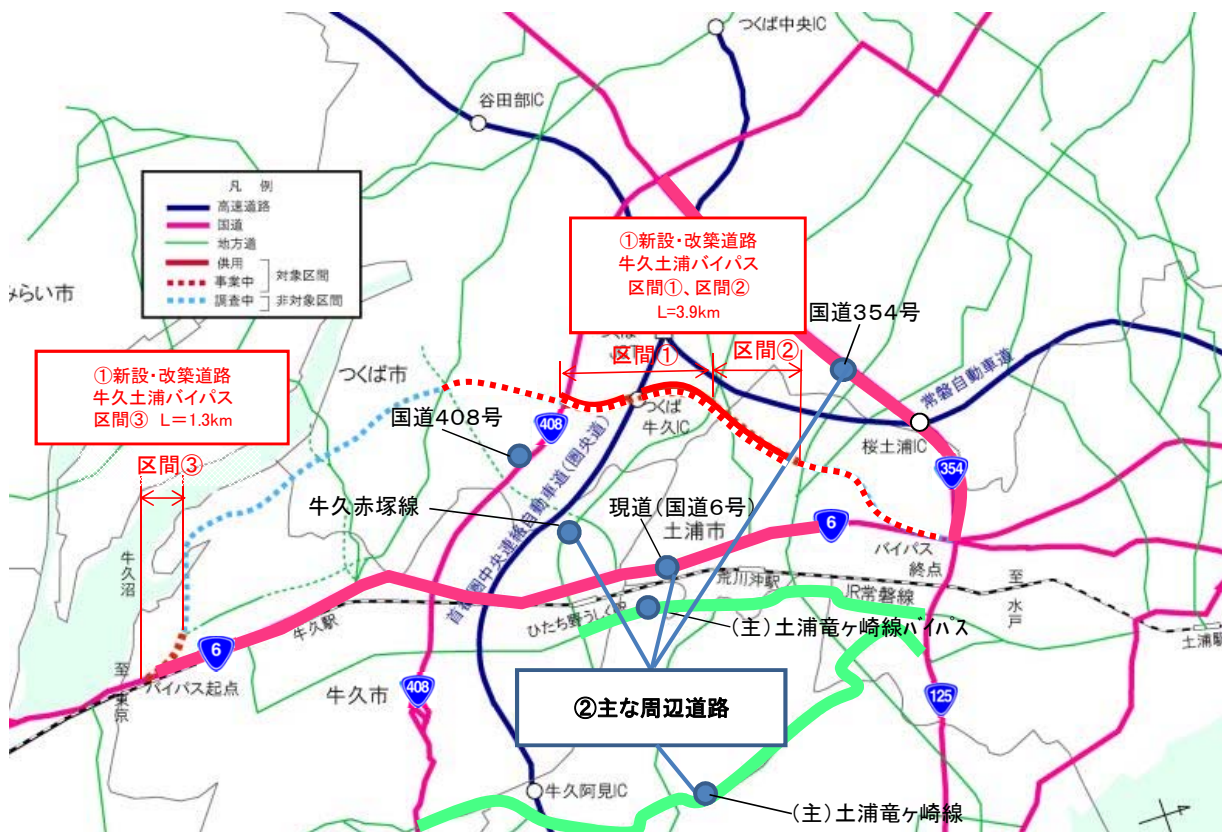 つくば中央IC
谷田部IC
凡　例
高速道路
国道
地方道
供用
事業中
対象区間
調査中
非対象区間
みらい市
①新設・改築道路
牛久土浦バイパス
区間①、区間②
L=3.9km
国道354号
つくば
JCT
区間①
区間②
常磐自動車道
①新設・改築道路
牛久土浦バイパス
区間③　L=1.3km
つくば市
国道408号
408
つくば
牛久IC
桜土浦IC
354
区間③
首都圏中央連絡自動車道(圏央道)
牛久赤塚線
現道(国道6号)
土浦市
6
バイパス
終点
牛久沼
荒川沖駅
至
水戸
JR常磐線
牛久駅
ひたち野うしく駅
(主)土浦竜ヶ崎線バイパス
土浦駅
6
至
東京
バイパス起点
牛久市
408
②主な周辺道路
125
牛久阿見IC
(主)土浦竜ヶ崎線